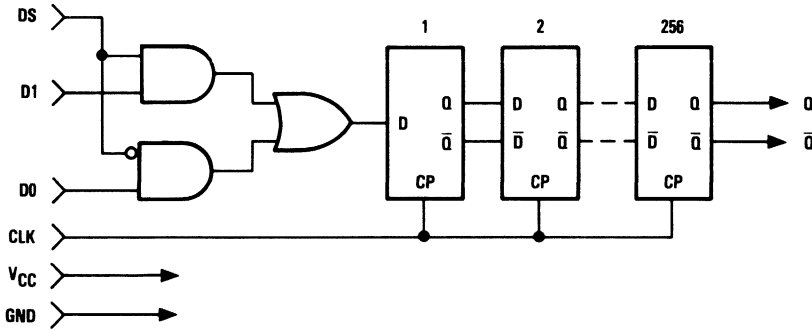 DS
1 2 256
D1
D Q D Q D Q Q
Q̅ D̅ Q̅ D̅ Q̅ Q̅
D0
CP CP CP
CLK
VCC
GND